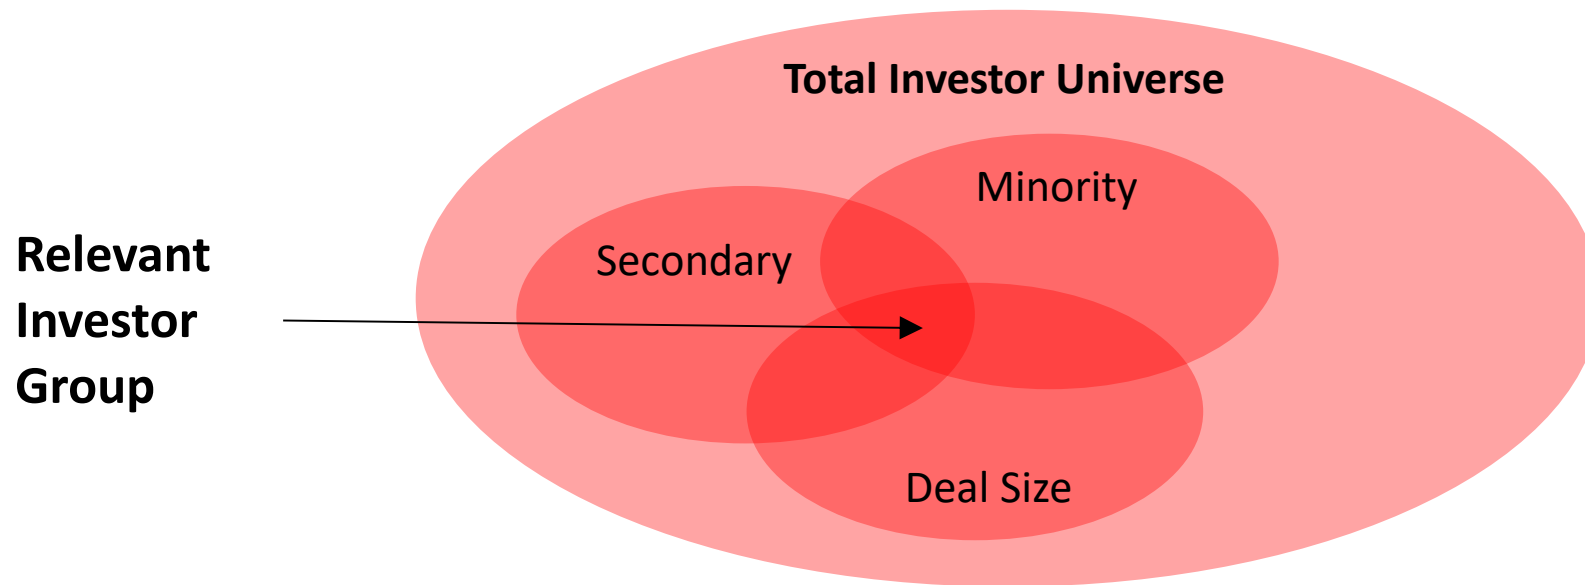 Total Investor Universe
Minority
Secondary
Relevant
Investor
Group
Deal Size